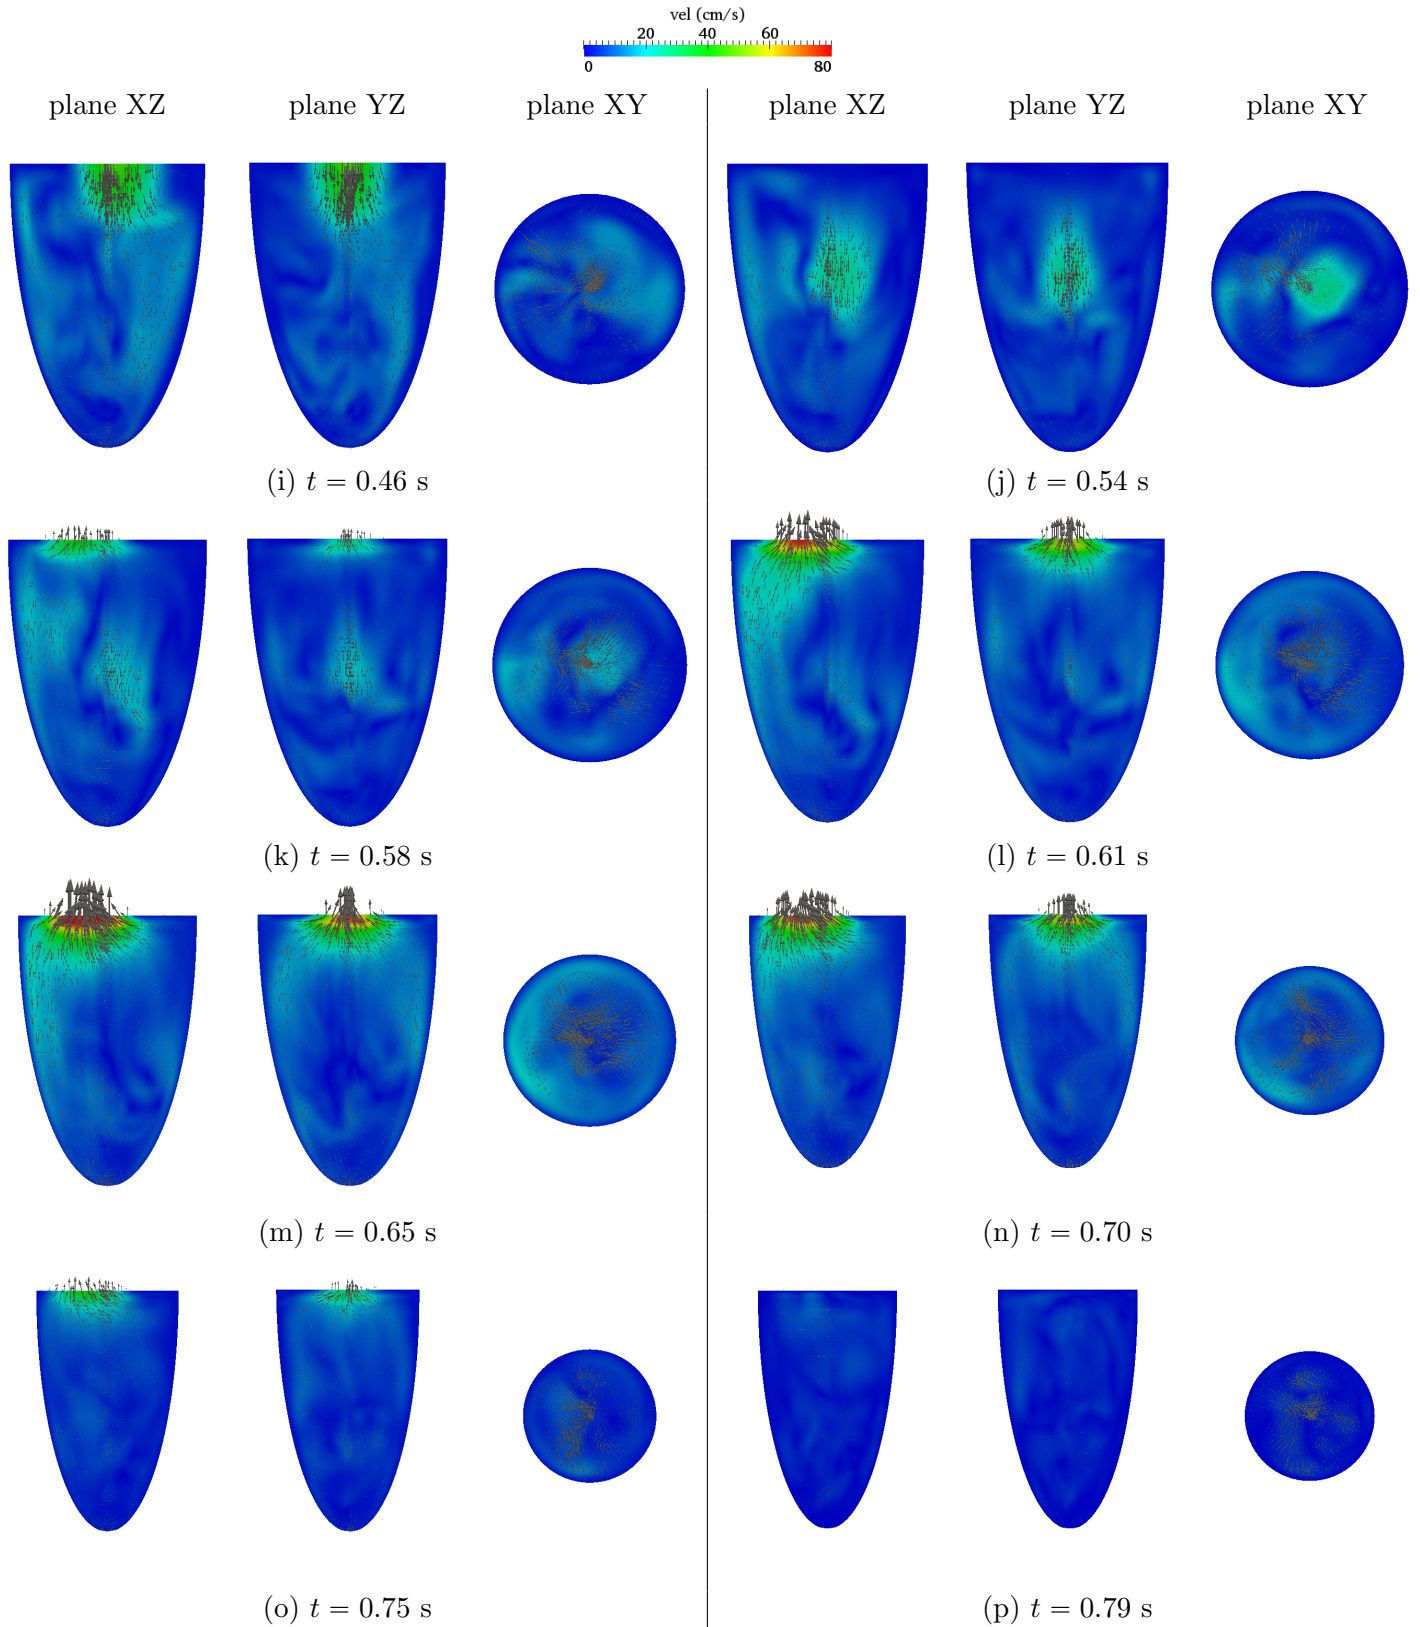 vel (cm/s)
20 40 60
0 80
plane XZ plane YZ plane XY plane XZ plane YZ plane XY
(i) t = 0.46 s (j) t = 0.54 s
(k) t = 0.58 s (l) t = 0.61 s
(m) t = 0.65 s (n) t = 0.70 s
(o) t = 0.75 s (p) t = 0.79 s